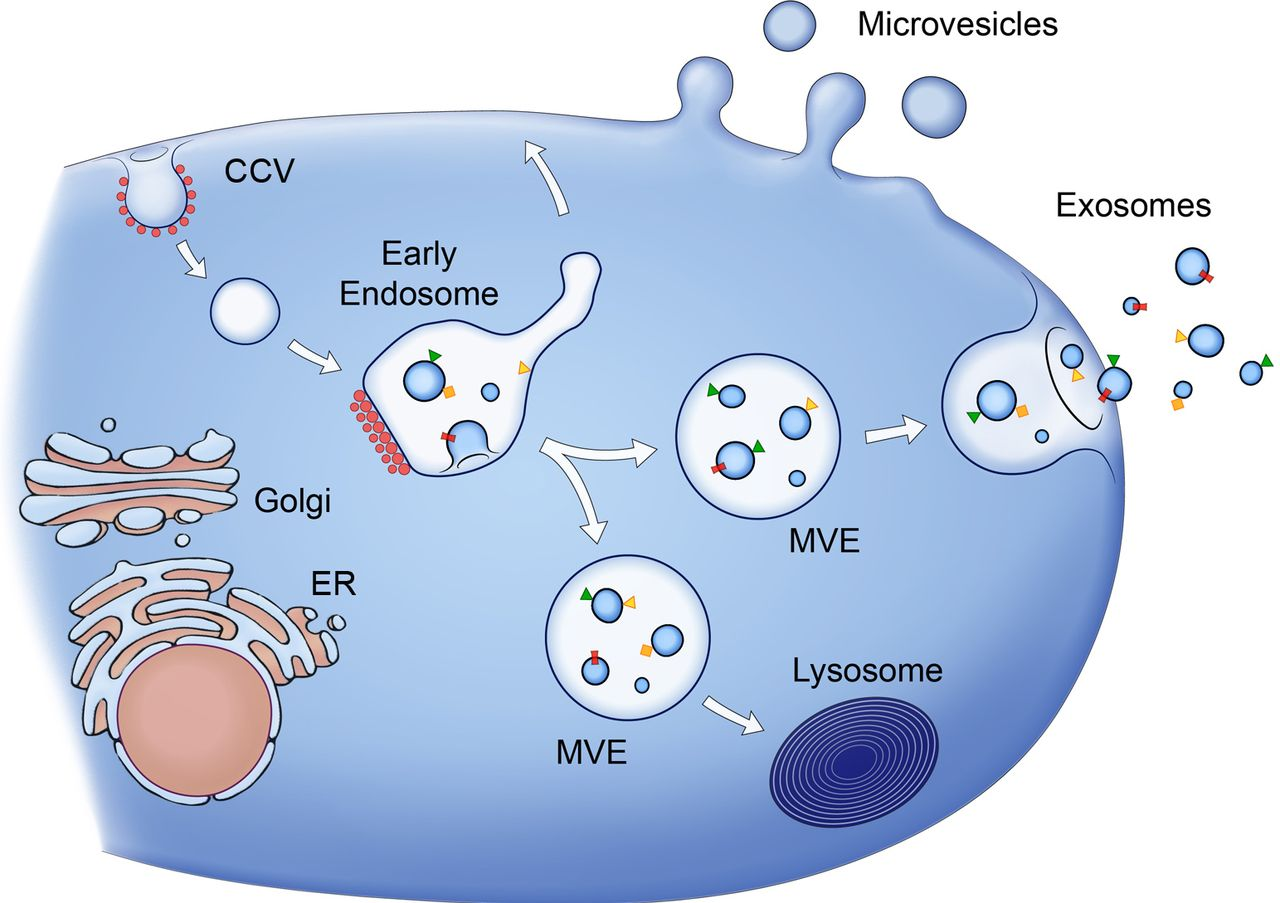 Microvesicles
CCV
Exosomes
Early
Endosome
Golgi
MVE
ER
Lysosome
MVE